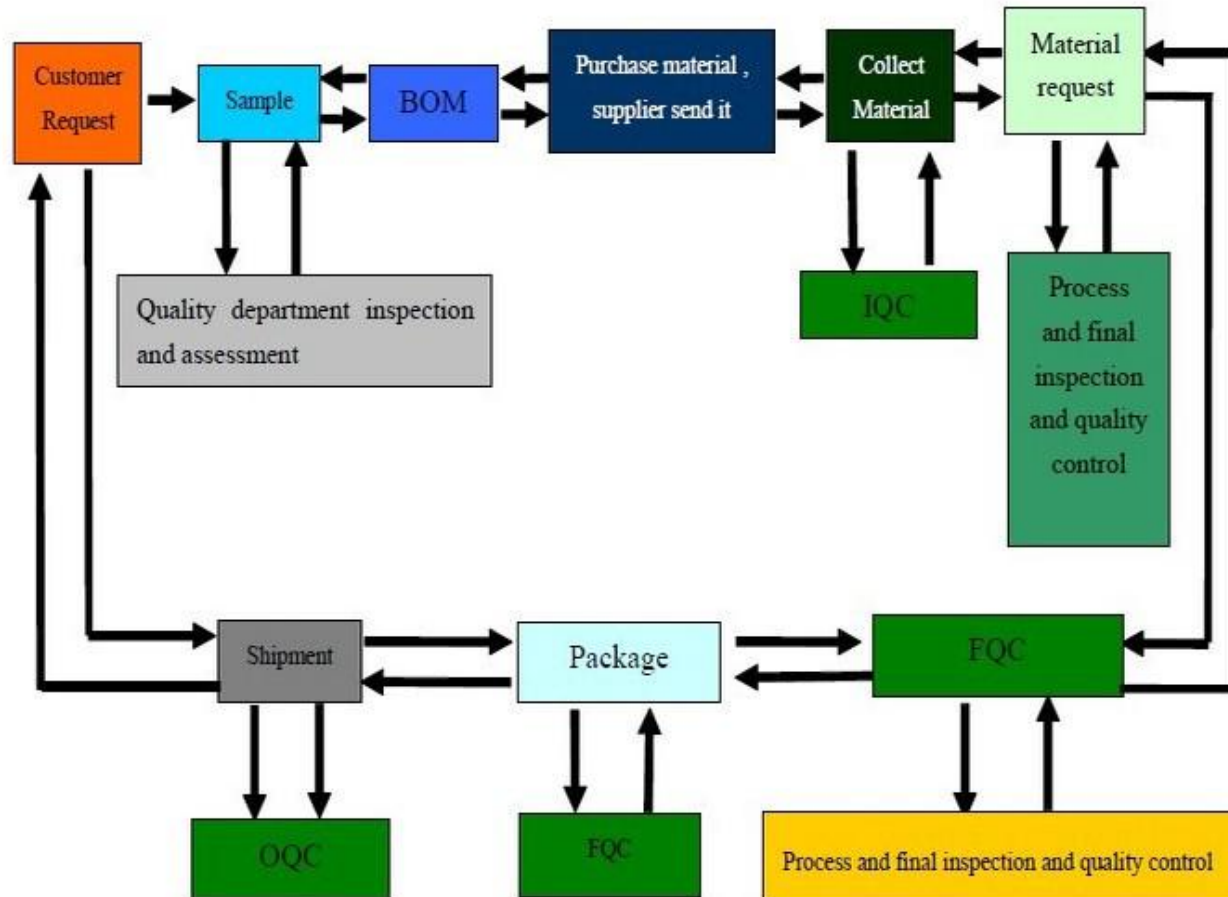 Customer
Request
Sample
BOM
Purchase material ,
supplier send it
Collect
Material
Material
request
Quality department inspection
and assessment
IQC
Process
and final
inspection
and quality
control
Shipment
Package
FQC
OQC
FQC
Process and final inspection and quality control